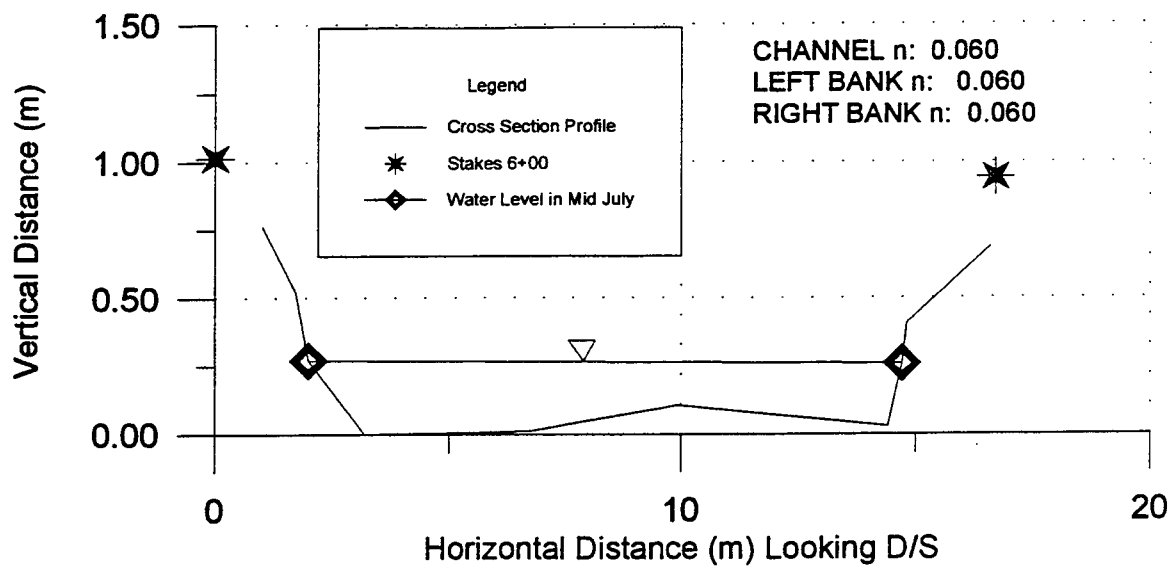 1.50
1.00
0.50
0.00
Vertical Distance (m)
Legend
Cross Section Profile
Stakes 6+00
Water Level in Mid July
CHANNEL n: 0.060
LEFT BANK n: 0.060
RIGHT BANK n: 0.060
0
10
20
Horizontal Distance (m) Looking D/S